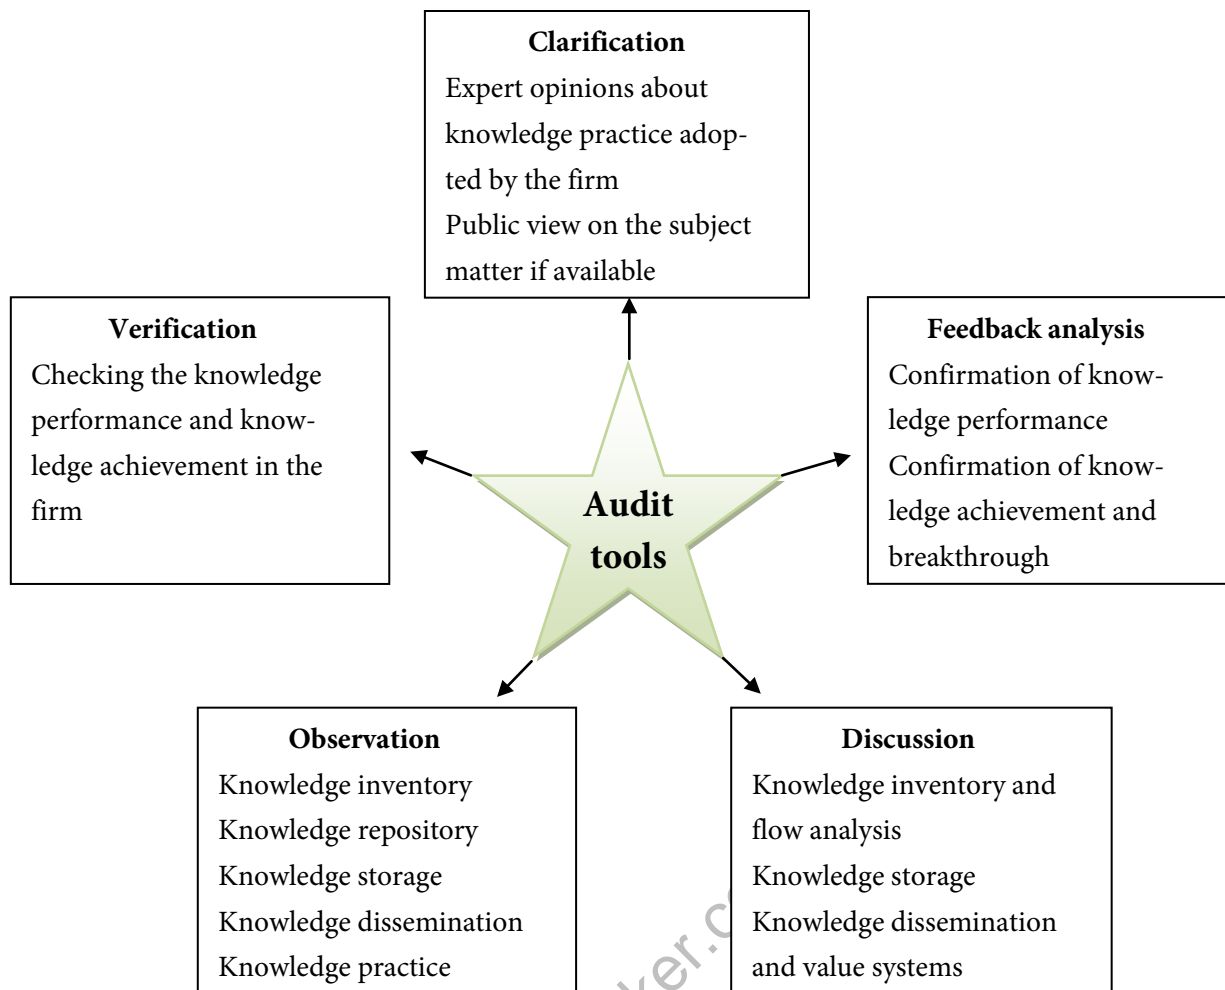 Clarification
Expert opinions about
knowledge practice adop-
ted by the firm
Public view on the subject
matter if available
Verification
Checking the knowledge
performance and know-
ledge achievement in the
firm
Feedback analysis
Confirmation of know-
ledge performance
Confirmation of know-
ledge achievement and
breakthrough
Audit
tools
Observation
Knowledge inventory
Knowledge repository
Knowledge storage
Knowledge dissemination
Knowledge practice
Discussion
Knowledge inventory and
flow analysis
Knowledge storage
Knowledge dissemination
and value systems